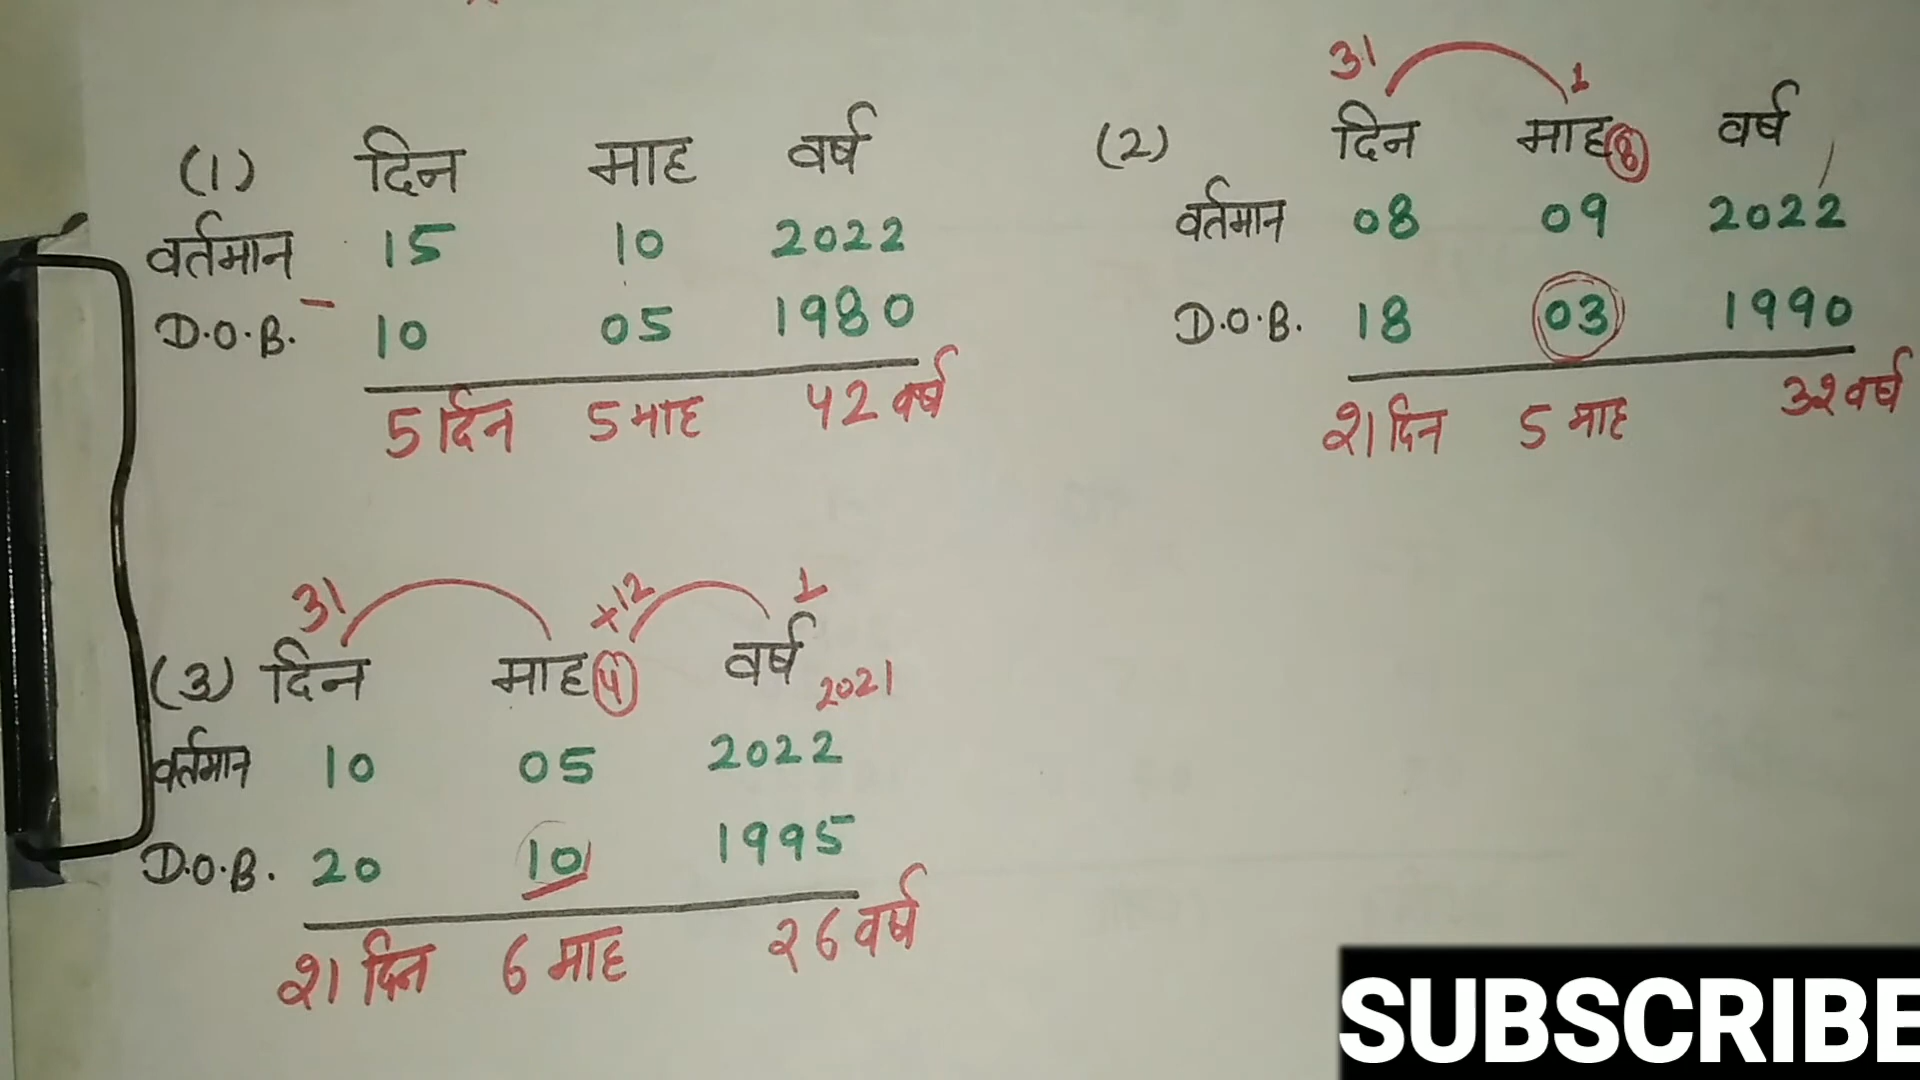 (1) दिन माह वर्ष
वर्तमान 15 10 2022
D.O.B. - 10 05 1980
5 दिन 5 माह 42 वर्ष
31 1
(2) दिन माह 8 वर्ष
वर्तमान 08 09 2022
D.O.B. 18 03 1990
21 दिन 5 माह 32 वर्ष
31 +12 1
(3) दिन माह 4 वर्ष 2021
वर्तमान 10 05 2022
D.O.B. 20 10 1995
21 दिन 6 माह 26 वर्ष
SUBSCRIBE